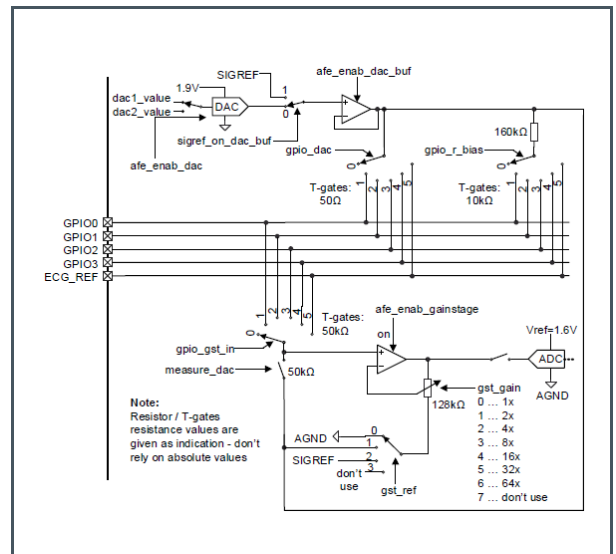 SIGREF
afe_enab_dac_buf
1.9V
1
dac1_value
DAC
dac2_value
0
160kΩ
sigref_on_dac_buf
gpio_dac
gpio_r_bias
afe_enab_dac
0
0
1
2
3
4
5
1
2
3
4
5
T-gates:
50Ω
T-gates:
10kΩ
GPIO0
GPIO1
GPIO2
GPIO3
ECG_REF
1
2
3
4
5
T-gates:
50kΩ
afe_enab_gainstage
0
on
Vref=1.6V
gpio_gst_in
ADC
measure_dac
50kΩ
gst_gain
AGND
128kΩ
0 ... 1x
1 ... 2x
2 ... 4x
3 ... 8x
4 ... 16x
5 ... 32x
6 ... 64x
7 ... don't use
Note:
Resistor / T-gates
resistance values are
given as indication - don't
rely on absolute values
AGND
0
1
SIGREF
2
don't
use
3
gst_ref